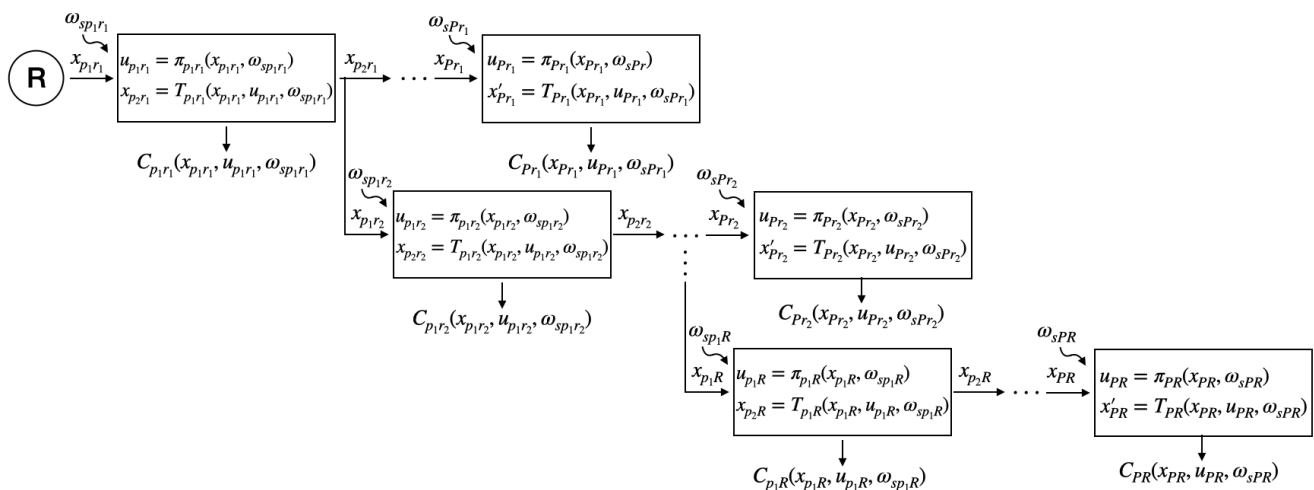 ω_{sp_1r_1}
R
x_{p_1r_1}
u_{p_1r_1} = π_{p_1r_1}(x_{p_1r_1}, ω_{sp_1r_1})
x_{p_2r_1} = T_{p_1r_1}(x_{p_1r_1}, u_{p_1r_1}, ω_{sp_1r_1})
C_{p_1r_1}(x_{p_1r_1}, u_{p_1r_1}, ω_{sp_1r_1})
x_{p_2r_1}
· · ·
x_{Pr_1}
ω_{sPr_1}
u_{Pr_1} = π_{Pr_1}(x_{Pr_1}, ω_{sPr})
x′_{Pr_1} = T_{Pr_1}(x_{Pr_1}, u_{Pr_1}, ω_{sPr_1})
C_{Pr_1}(x_{Pr_1}, u_{Pr_1}, ω_{sPr_1})
ω_{sp_1r_2}
x_{p_1r_2}
u_{p_1r_2} = π_{p_1r_2}(x_{p_1r_2}, ω_{sp_1r_2})
x_{p_2r_2} = T_{p_1r_2}(x_{p_1r_2}, u_{p_1r_2}, ω_{sp_1r_2})
C_{p_1r_2}(x_{p_1r_2}, u_{p_1r_2}, ω_{sp_1r_2})
x_{p_2r_2}
· · ·
x_{Pr_2}
ω_{sPr_2}
u_{Pr_2} = π_{Pr_2}(x_{Pr_2}, ω_{sPr_2})
x′_{Pr_2} = T_{Pr_2}(x_{Pr_2}, u_{Pr_2}, ω_{sPr_2})
C_{Pr_2}(x_{Pr_2}, u_{Pr_2}, ω_{sPr_2})
ω_{sp_1R}
x_{p_1R}
u_{p_1R} = π_{p_1R}(x_{p_1R}, ω_{sp_1R})
x_{p_2R} = T_{p_1R}(x_{p_1R}, u_{p_1R}, ω_{sp_1R})
C_{p_1R}(x_{p_1R}, u_{p_1R}, ω_{sp_1R})
x_{p_2R}
· · ·
x_{PR}
ω_{sPR}
u_{PR} = π_{PR}(x_{PR}, ω_{sPR})
x′_{PR} = T_{PR}(x_{PR}, u_{PR}, ω_{sPR})
C_{PR}(x_{PR}, u_{PR}, ω_{sPR})